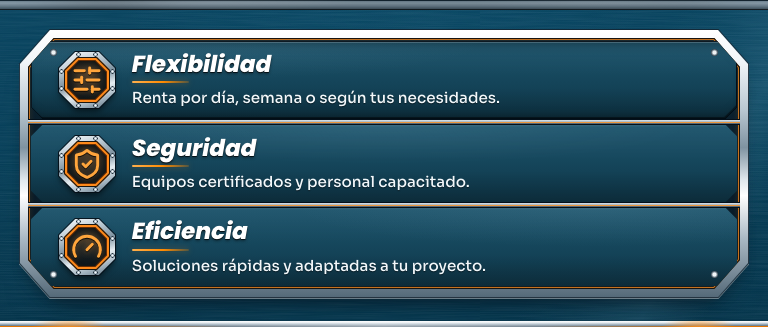 Flexibilidad
Renta por día, semana o según tus necesidades.
Seguridad
Equipos certificados y personal capacitado.
Eficiencia
Soluciones rápidas y adaptadas a tu proyecto.